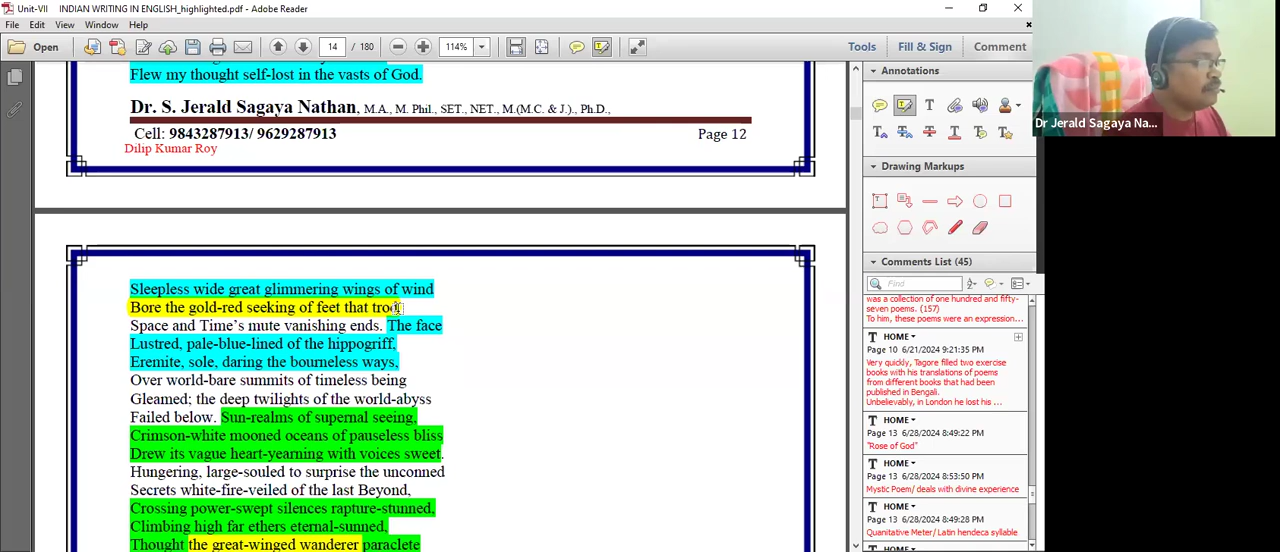 Unit-VII INDIAN WRITING IN ENGLISH_highlighted.pdf - Adobe Reader
File Edit View Window Help
Open 14 / 180 114% Tools Fill & Sign Comment
Flew my thought self-lost in the vasts of God.
Dr. S. Jerald Sagaya Nathan, M.A., M. Phil., SET., NET., M.(M.C. & J.), Ph.D.,
Cell: 9843287913/ 9629287913 Page 12
Dilip Kumar Roy
Sleepless wide great glimmering wings of wind
Bore the gold-red seeking of feet that trod
Space and Time's mute vanishing ends. The face
Lustred, pale-blue-lined of the hippogriff,
Eremite, sole, daring the bourneless ways,
Over world-bare summits of timeless being
Gleamed; the deep twilights of the world-abyss
Failed below. Sun-realms of supernal seeing,
Crimson-white mooned oceans of pauseless bliss
Drew its vague heart-yearning with voices sweet.
Hungering, large-souled to surprise the unconned
Secrets white-fire-veiled of the last Beyond,
Crossing power-swept silences rapture-stunned,
Climbing high far ethers eternal-sunned,
Thought the great-winged wanderer paraclete
Annotations
Drawing Markups
Comments List (45)
Find
was a collection of one hundred and fifty-
seven poems. (157)
To him, these poems were an expression...
HOME
Page 10 6/21/2024 9:21:35 PM
Very quickly, Tagore filled two exercise
books with his translations of poems
from different books that had been
published in Bengali.
Unbelievably, in London he lost his ...
HOME
Page 13 6/28/2024 8:49:22 PM
"Rose of God"
HOME
Page 13 6/28/2024 8:53:50 PM
Mystic Poem/ deals with divine experience
HOME
Page 13 6/28/2024 8:49:28 PM
Quanitative Meter/ Latin hendeca syllable
HOME
Dr Jerald Sagaya Na...